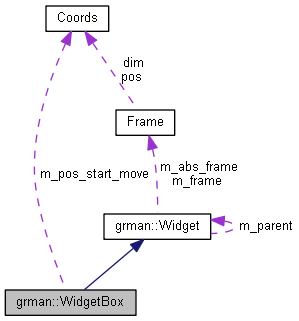 Coords
dim
pos
Frame
m_pos_start_move
m_abs_frame
m_frame
grman::Widget
m_parent
grman::WidgetBox